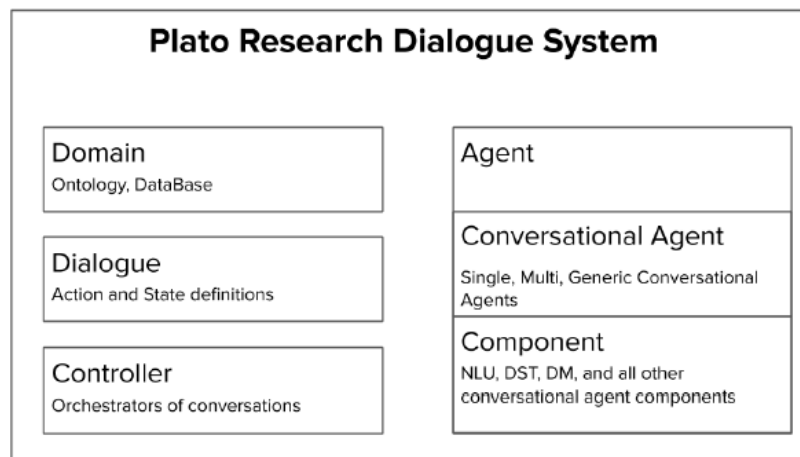 Plato Research Dialogue System
Domain
Ontology, DataBase
Dialogue
Action and State definitions
Controller
Orchestrators of conversations
Agent
Conversational Agent
Single, Multi, Generic Conversational
Agents
Component
NLU, DST, DM, and all other
conversational agent components